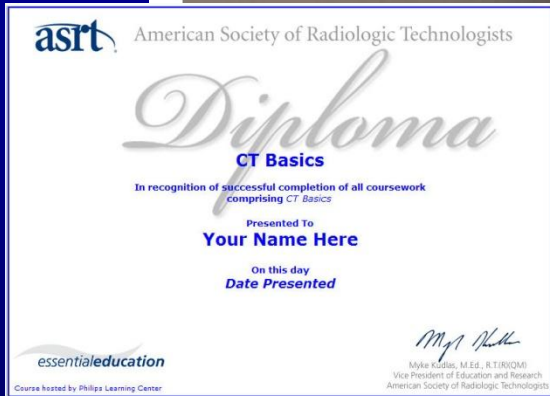 asrt American Society of Radiologic Technologists
Diploma
CT Basics
In recognition of successful completion of all coursework
comprising CT Basics
Presented To
Your Name Here
On this day
Date Presented
essentialeducation
Course hosted by Philips Learning Center
Myke Kudlas, M.Ed., R.T.(R)(QM)
Vice President of Education and Research
American Society of Radiologic Technologists